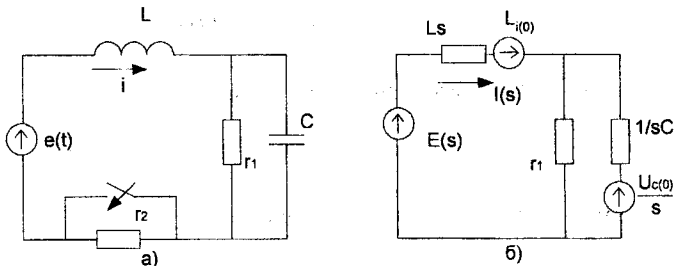 L
i
e(t)
r1
C
r2
а)
Ls
Li(0)
I(s)
E(s)
r1
1/sC
Uc(0)
s
б)